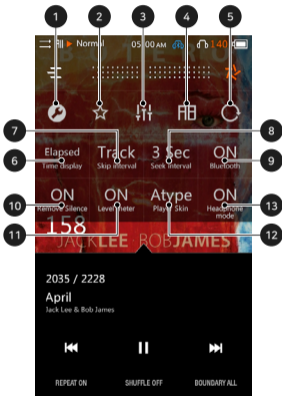 1 2 3 4 5
Normal 05:00 AM 140
7 8
Elapsed Track 3 Sec ON
6 Time display Skip Interval Seek Interval Bluetooth 9
ON ON Atype ON
10 Remove Silence Level meter Player Skin Headphone mode 13
11 12
158
JACK LEE · BOB JAMES
2035 / 2228
April
Jack Lee & Bob James
REPEAT ON SHUFFLE OFF BOUNDARY ALL